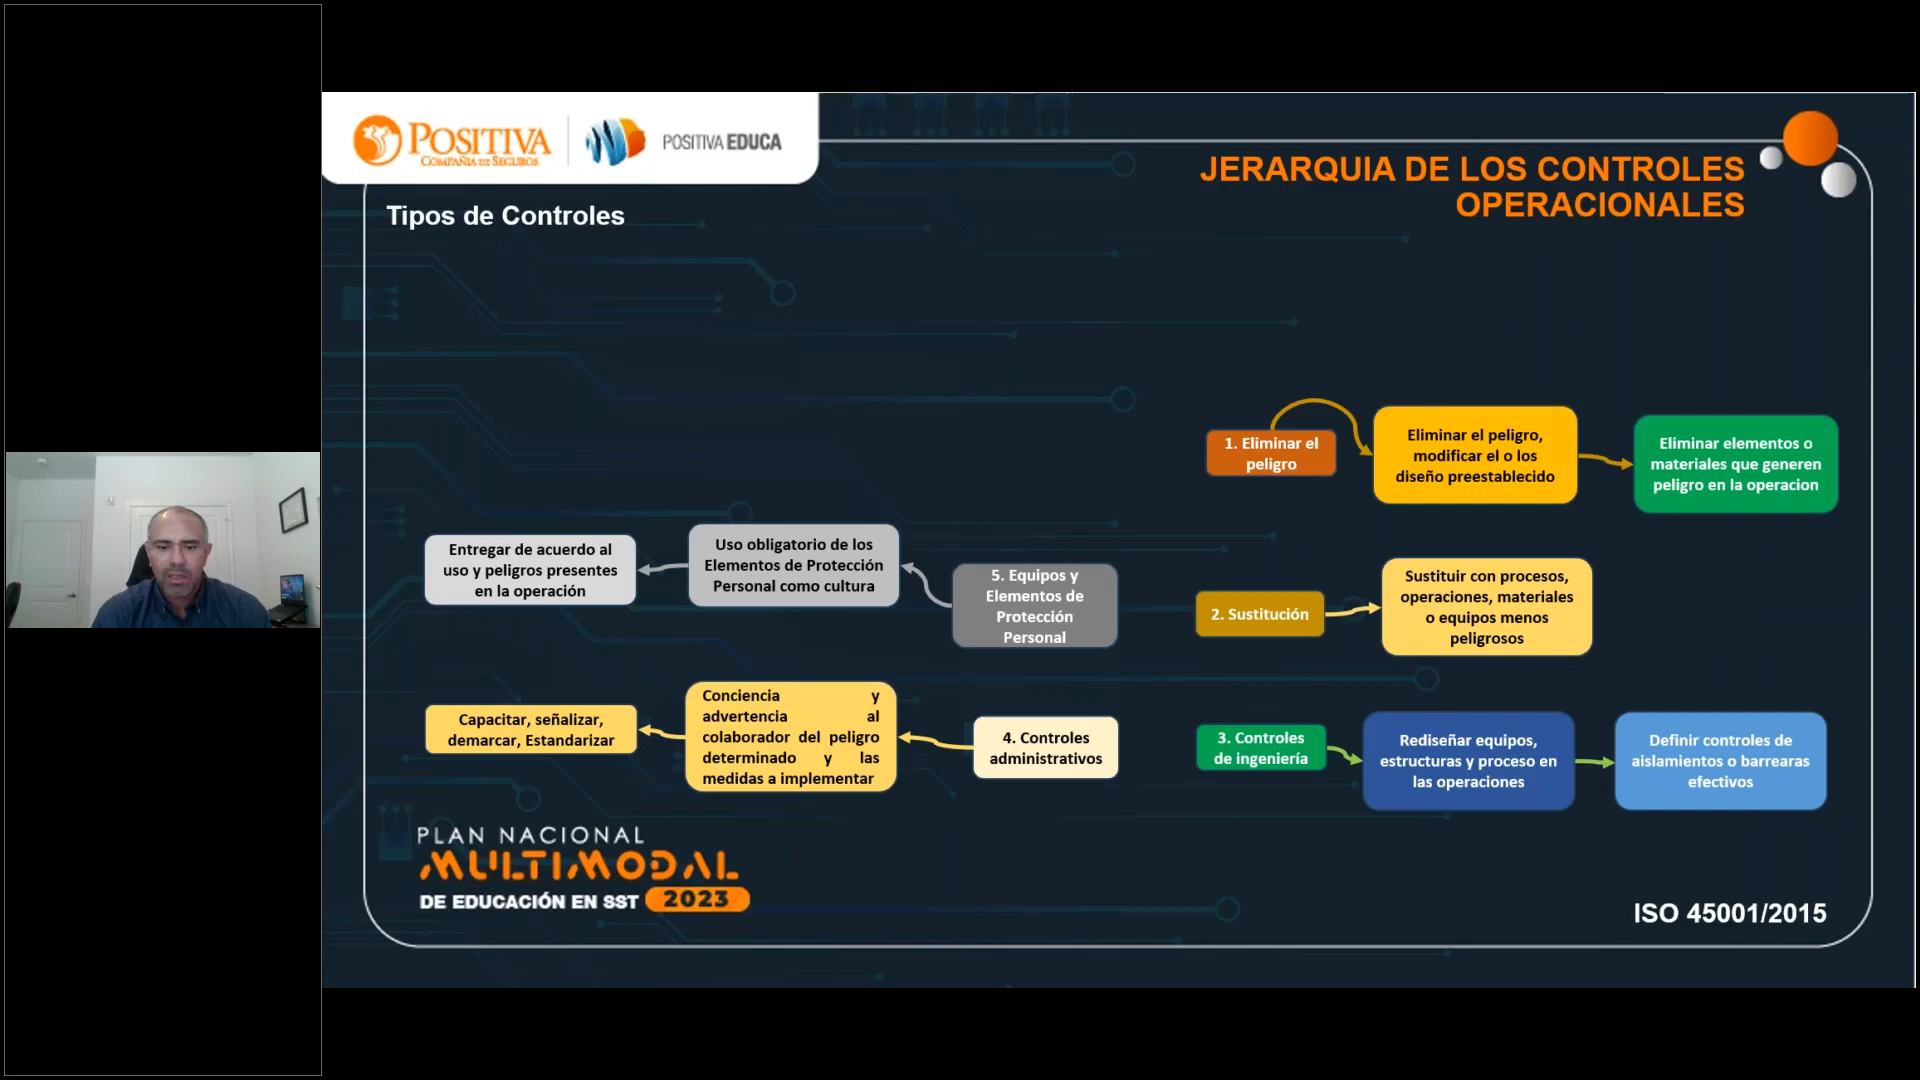 POSITIVA
COMPAÑIA DE SEGUROS
POSITIVA EDUCA
JERARQUIA DE LOS CONTROLES
OPERACIONALES
Tipos de Controles
1. Eliminar el
peligro
Eliminar el peligro,
modificar el o los
diseño preestablecido
Eliminar elementos o
materiales que generen
peligro en la operacion
2. Sustitución
Sustituir con procesos,
operaciones, materiales
o equipos menos
peligrosos
3. Controles
de ingeniería
Rediseñar equipos,
estructuras y proceso en
las operaciones
Definir controles de
aislamientos o barrearas
efectivos
4. Controles
administrativos
Conciencia y
advertencia al
colaborador del peligro
determinado y las
medidas a implementar
Capacitar, señalizar,
demarcar, Estandarizar
5. Equipos y
Elementos de
Protección
Personal
Uso obligatorio de los
Elementos de Protección
Personal como cultura
Entregar de acuerdo al
uso y peligros presentes
en la operación
PLAN NACIONAL
MULTIMODAL
DE EDUCACIÓN EN SST 2023
ISO 45001/2015